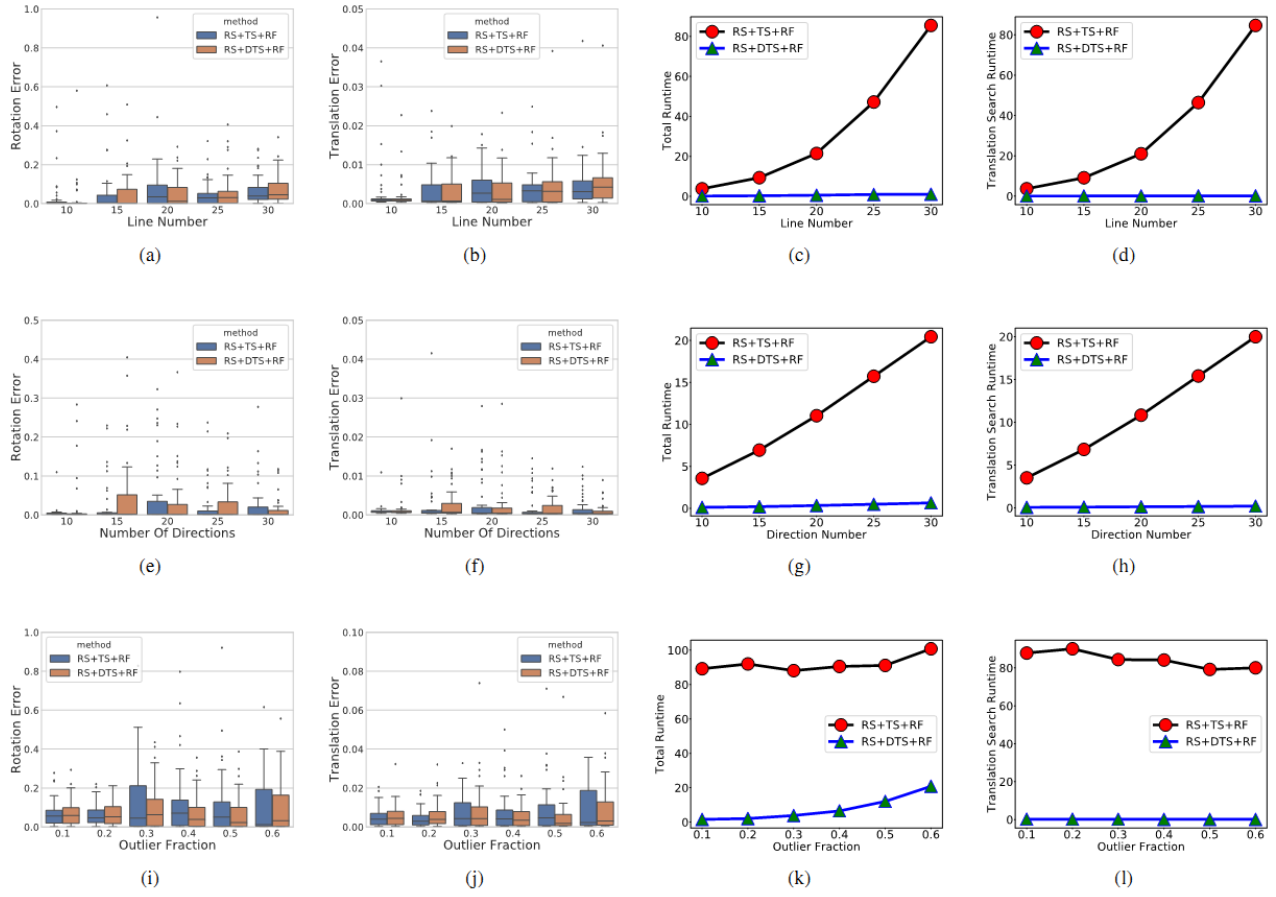 1.0
0.8
0.6
0.4
0.2
0.0
Rotation Error
method
RS+TS+RF
RS+DTS+RF
10 15 20 25 30
Line Number
(a)
0.05
0.04
0.03
0.02
0.01
0.00
Translation Error
method
RS+TS+RF
RS+DTS+RF
10 15 20 25 30
Line Number
(b)
80
60
40
20
0
Total Runtime
RS+TS+RF
RS+DTS+RF
10 15 20 25 30
Line Number
(c)
80
60
40
20
0
Translation Search Runtime
RS+TS+RF
RS+DTS+RF
10 15 20 25 30
Line Number
(d)
0.5
0.4
0.3
0.2
0.1
0.0
Rotation Error
method
RS+TS+RF
RS+DTS+RF
10 15 20 25 30
Number Of Directions
(e)
0.05
0.04
0.03
0.02
0.01
0.00
Translation Error
method
RS+TS+RF
RS+DTS+RF
10 15 20 25 30
Number Of Directions
(f)
20
15
10
5
0
Total Runtime
RS+TS+RF
RS+DTS+RF
10 15 20 25 30
Direction Number
(g)
20
15
10
5
0
Translation Search Runtime
RS+TS+RF
RS+DTS+RF
10 15 20 25 30
Direction Number
(h)
1.0
0.8
0.6
0.4
0.2
0.0
Rotation Error
method
RS+TS+RF
RS+DTS+RF
0.1 0.2 0.3 0.4 0.5 0.6
Outlier Fraction
(i)
0.10
0.08
0.06
0.04
0.02
0.00
Translation Error
method
RS+TS+RF
RS+DTS+RF
0.1 0.2 0.3 0.4 0.5 0.6
Outlier Fraction
(j)
100
80
60
40
20
0
Total Runtime
RS+TS+RF
RS+DTS+RF
0.1 0.2 0.3 0.4 0.5 0.6
Outlier Fraction
(k)
80
60
40
20
0
Translation Search Runtime
RS+TS+RF
RS+DTS+RF
0.1 0.2 0.3 0.4 0.5 0.6
Outlier Fraction
(l)